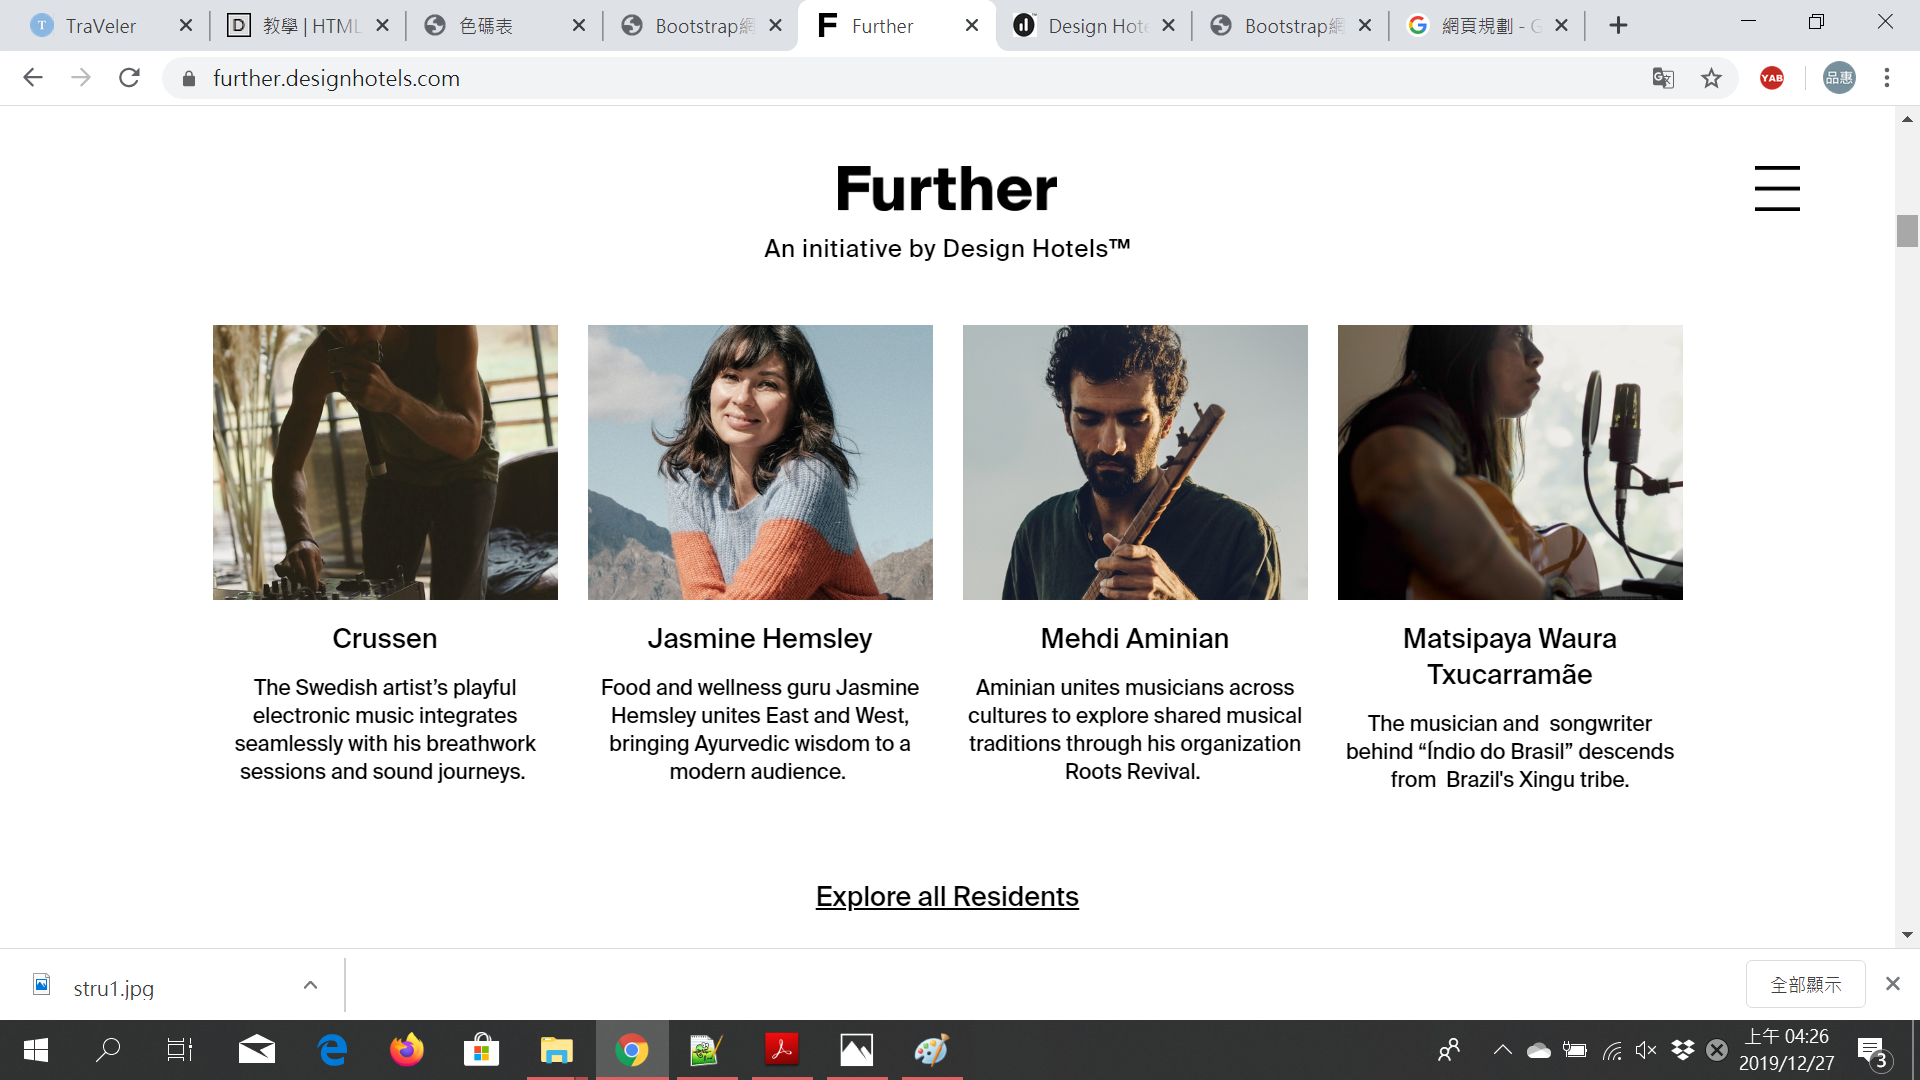 TraVeler
教學 | HTML
色碼表
Bootstrap網
Further
Design Hote
Bootstrap網
網頁規劃 - G
further.designhotels.com
YAB
品惠
Further
An initiative by Design Hotels™
Crussen
The Swedish artist’s playful
electronic music integrates
seamlessly with his breathwork
sessions and sound journeys.
Jasmine Hemsley
Food and wellness guru Jasmine
Hemsley unites East and West,
bringing Ayurvedic wisdom to a
modern audience.
Mehdi Aminian
Aminian unites musicians across
cultures to explore shared musical
traditions through his organization
Roots Revival.
Matsipaya Waura
Txucarramãe
The musician and  songwriter
behind “Índio do Brasil” descends
from  Brazil's Xingu tribe.
Explore all Residents
stru1.jpg
全部顯示
上午 04:26
2019/12/27
3